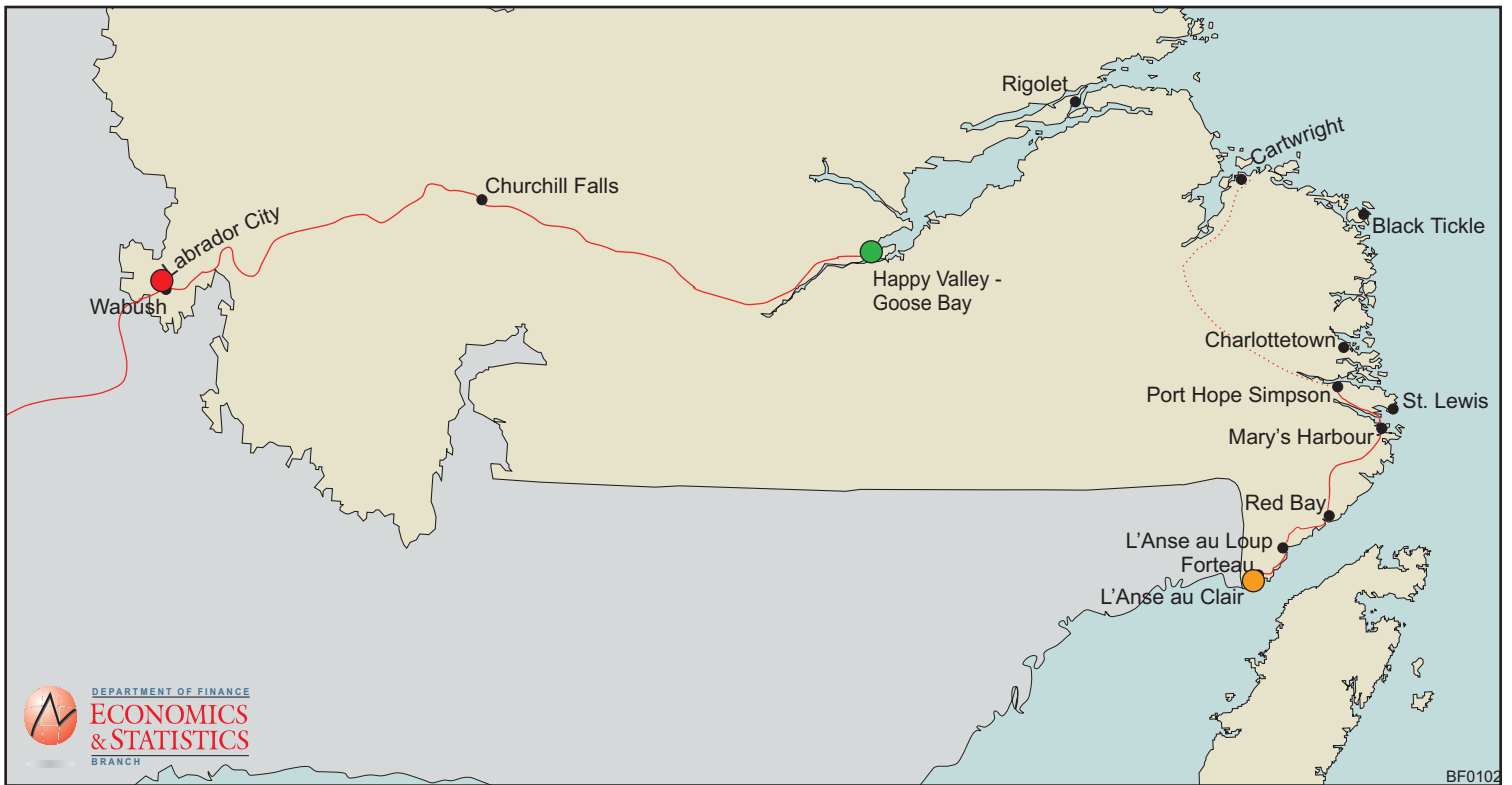 Rigolet
Cartwright
Churchill Falls
Black Tickle
Labrador City
Happy Valley -
Goose Bay
Wabush
Charlottetown
Port Hope Simpson
St. Lewis
Mary's Harbour
Red Bay
L'Anse au Loup
Forteau
L'Anse au Clair
DEPARTMENT OF FINANCE
ECONOMICS
& STATISTICS
BRANCH
BF0102